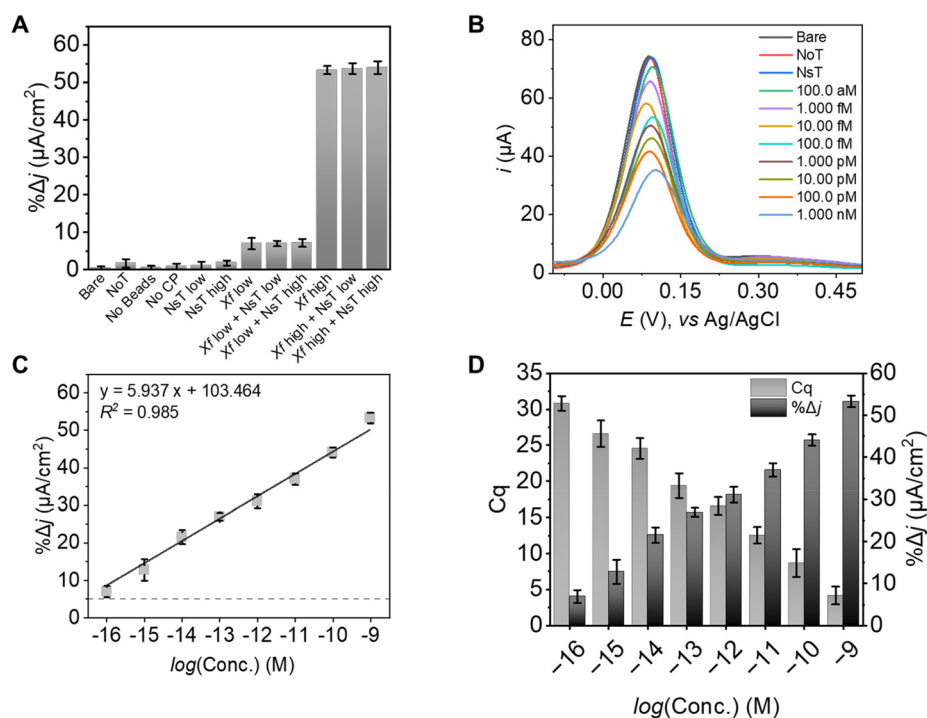 A
%Δj (μA/cm²)
60
50
40
30
20
10
0
Bare
NoT
No Beads
No CP
NsT low
NsT high
Xf low
Xf low + NsT low
Xf low + NsT high
Xf high
Xf high + NsT low
Xf high + NsT high
B
i (μA)
80
60
40
20
0
0.00
0.15
0.30
0.45
E (V), vs Ag/AgCl
Bare
NoT
NsT
100.0 aM
1.000 fM
10.00 fM
100.0 fM
1.000 pM
10.00 pM
100.0 pM
1.000 nM
C
y = 5.937 x + 103.464
R² = 0.985
%Δj (μA/cm²)
60
50
40
30
20
10
0
-16
-15
-14
-13
-12
-11
-10
-9
log(Conc.) (M)
D
Cq
%Δj
Cq
35
30
25
20
15
10
5
0
%Δj (μA/cm²)
60
50
40
30
20
10
0
−16
−15
−14
−13
−12
−11
−10
−9
log(Conc.) (M)